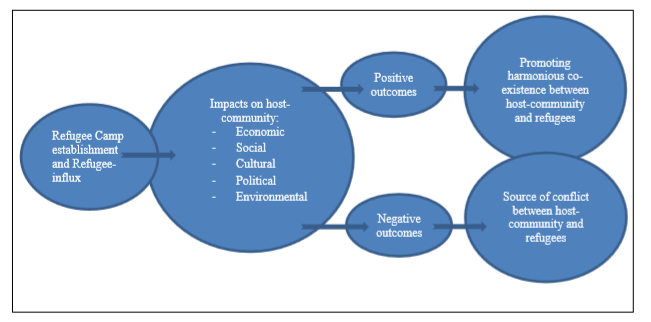 Refugee Camp
establishment
and Refugee-
influx
Impacts on host-
community:
- Economic
- Social
- Cultural
- Political
- Environmental
Positive
outcomes
Promoting
harmonious co-
existence between
host-community
and refugees
Negative
outcomes
Source of conflict
between host-
community and
refugees